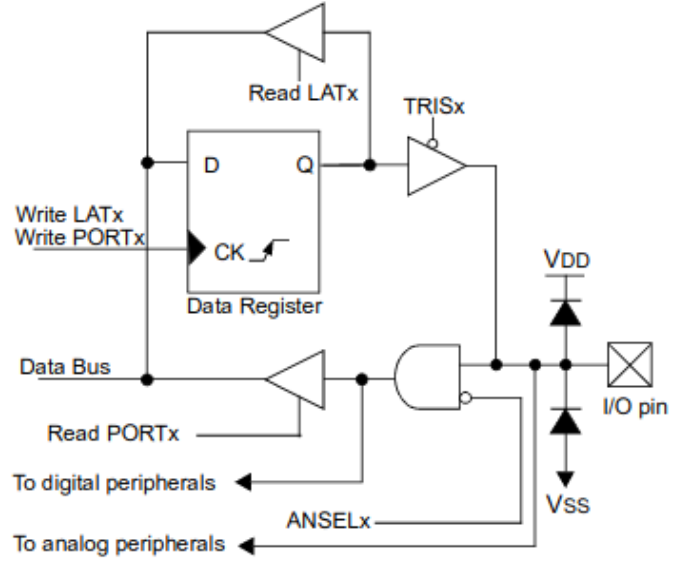 Read LATx
TRISx
D
Q
Write LATx
Write PORTx
CK
Data Register
VDD
Data Bus
I/O pin
Read PORTx
To digital peripherals
VSS
ANSELx
To analog peripherals